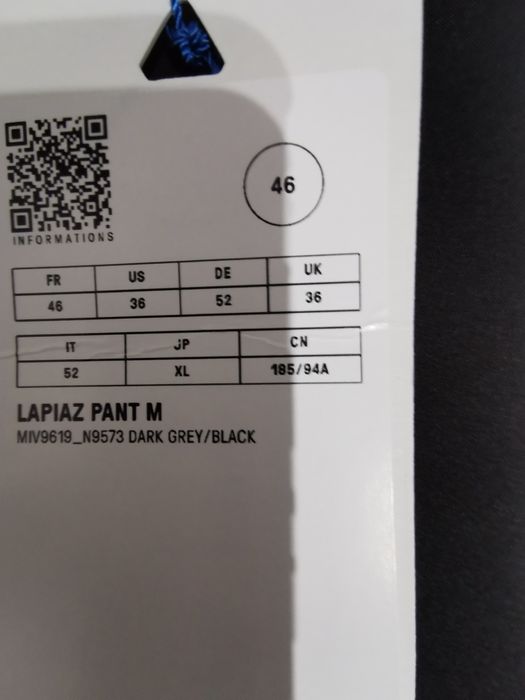 INFORMATIONS
46
FR US DE UK
46 36 52 36
IT JP CN
52 XL 185/94A
LAPIAZ PANT M
MIV9619_N9573 DARK GREY/BLACK